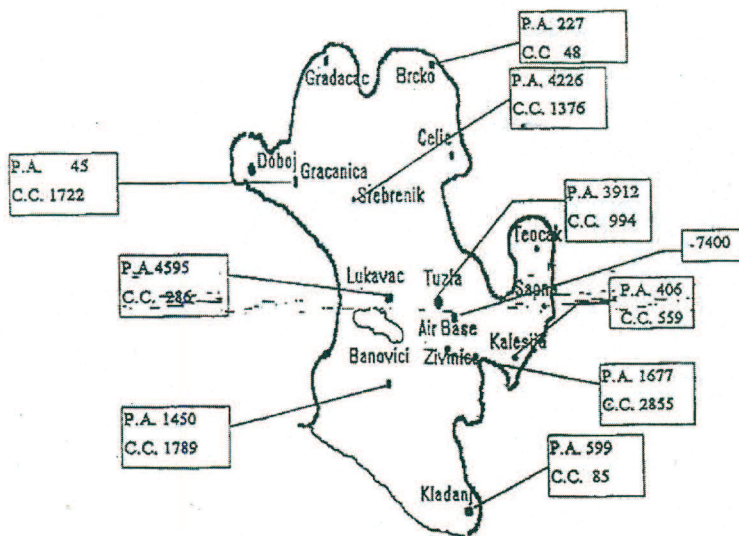 P.A. 227
C.C 48
Gradacac
Brcko
P.A. 4226
C.C. 1376
Celic
Doboj
P.A. 45
C.C. 1722
Gracanica
Srebrenik
P.A. 3912
C.C. 994
Teocak
-7400
P.A.4595
C.C. 286
Lukavac
Tuzla
Sapna
P.A. 406
C.C. 559
Air Base
Banovici
Zivinice
Kalesija
P.A. 1677
C.C. 2855
P.A. 1450
C.C. 1789
P.A. 599
C.C. 85
Kladanj